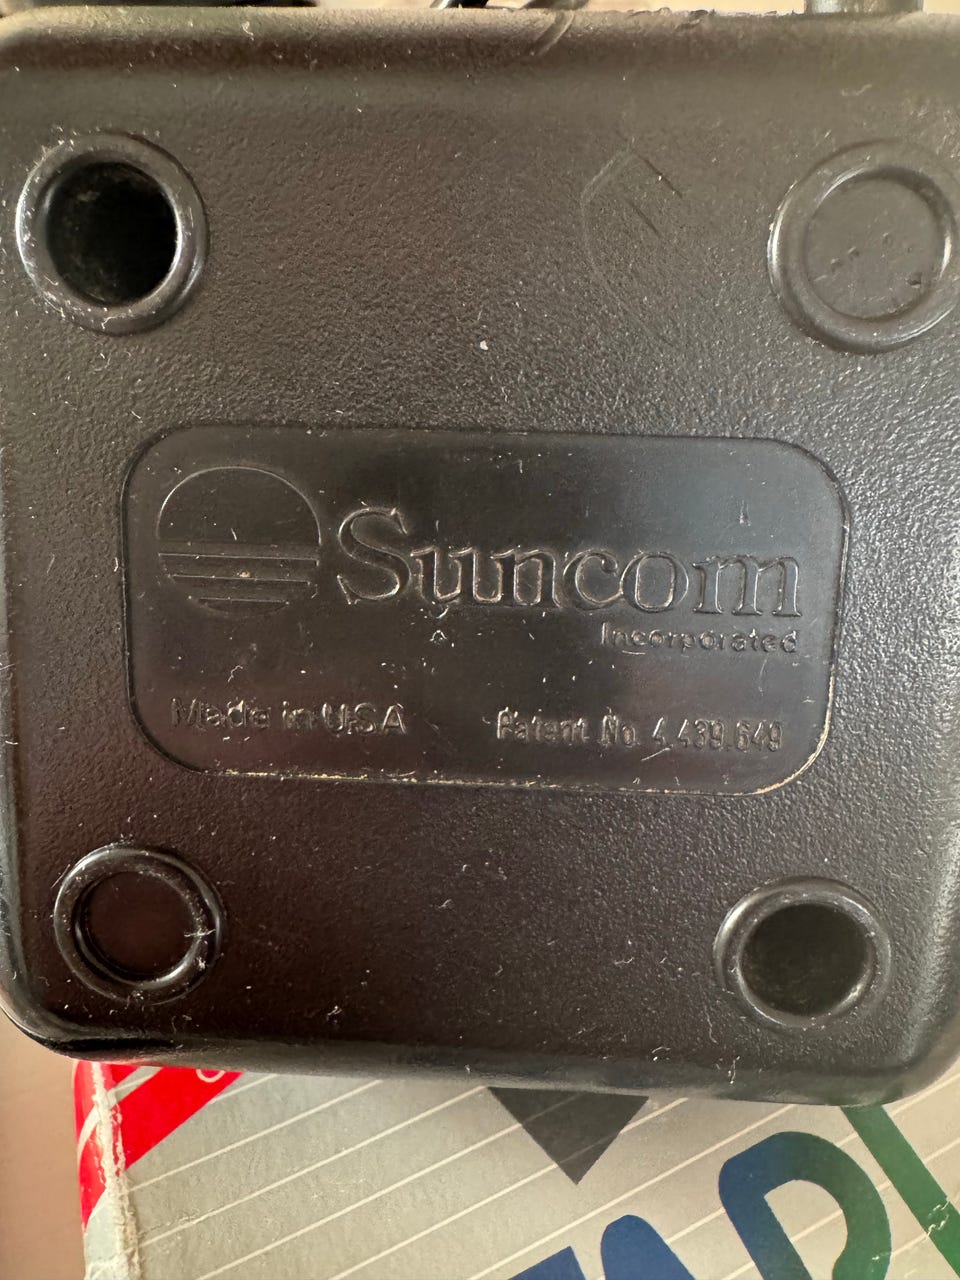 Suncom
Incorporated
Made in USA
Patent No. 4,439,649